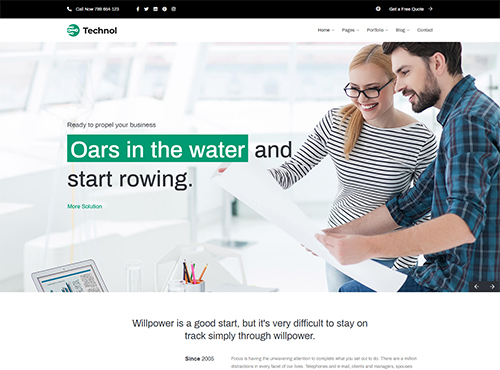 Call Now 789 664 123
Get a Free Quote
Technol
Home
Pages
Portfolio
Blog
Contact
Ready to propel your business
Oars in the water and
start rowing.
More Solution
Willpower is a good start, but it's very difficult to stay on
track simply through willpower.
Since 2005
Focus is having the unwavering attention to complete what you set out to do. There are a million
distractions in every facet of our lives. Telephones and e-mail, clients and managers, spouses